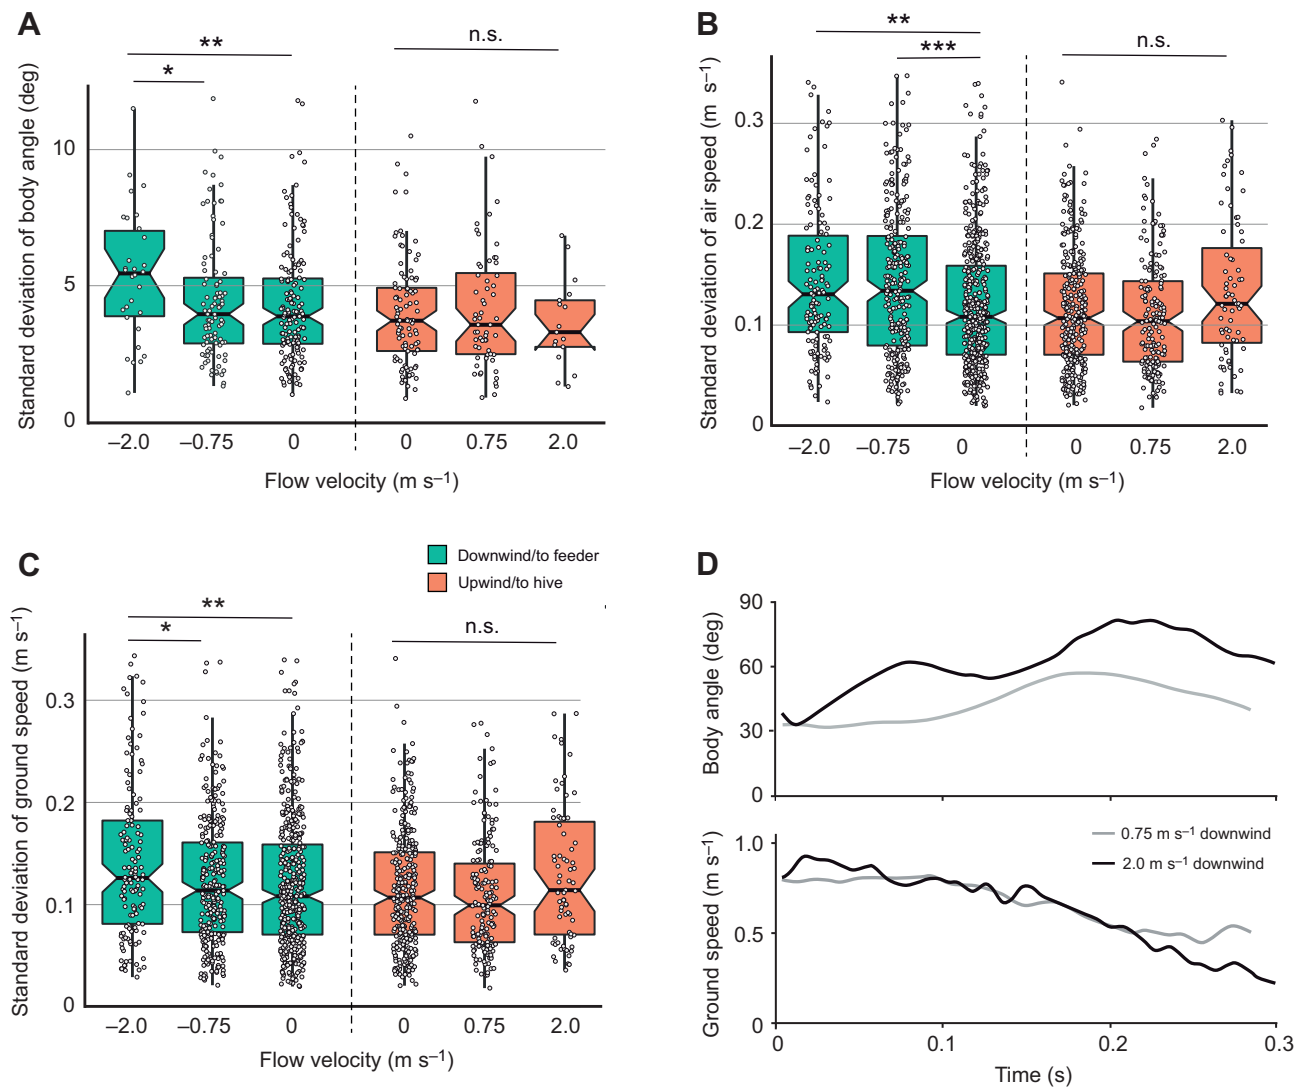 A
B
** n.s.
*
** n.s.
***
Standard deviation of body angle (deg)
10
5
0
–2.0 –0.75 0 0 0.75 2.0
Flow velocity (m s–1)
Standard deviation of air speed (m s–1)
0.3
0.2
0.1
0
–2.0 –0.75 0 0 0.75 2.0
Flow velocity (m s–1)
C
Downwind/to feeder
Upwind/to hive
** n.s.
*
Standard deviation of ground speed (m s–1)
0.3
0.2
0.1
0
–2.0 –0.75 0 0 0.75 2.0
Flow velocity (m s–1)
D
Body angle (deg)
90
60
30
0
Ground speed (m s–1)
1.0
0.5
0
0.75 m s–1 downwind
2.0 m s–1 downwind
0 0.1 0.2 0.3
Time (s)